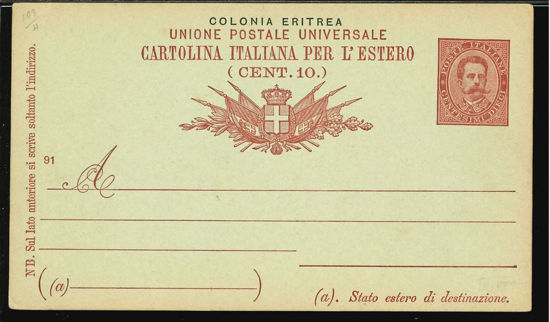 COLONIA ERITREA
UNIONE POSTALE UNIVERSALE
CARTOLINA ITALIANA PER L'ESTERO
(CENT. 10.)
POSTE ITALIANE
CENTESIMI DIECI
91
A
NB. Sul lato anteriore si scrive soltanto l'indirizzo.
(a)
(a). Stato estero di destinazione.